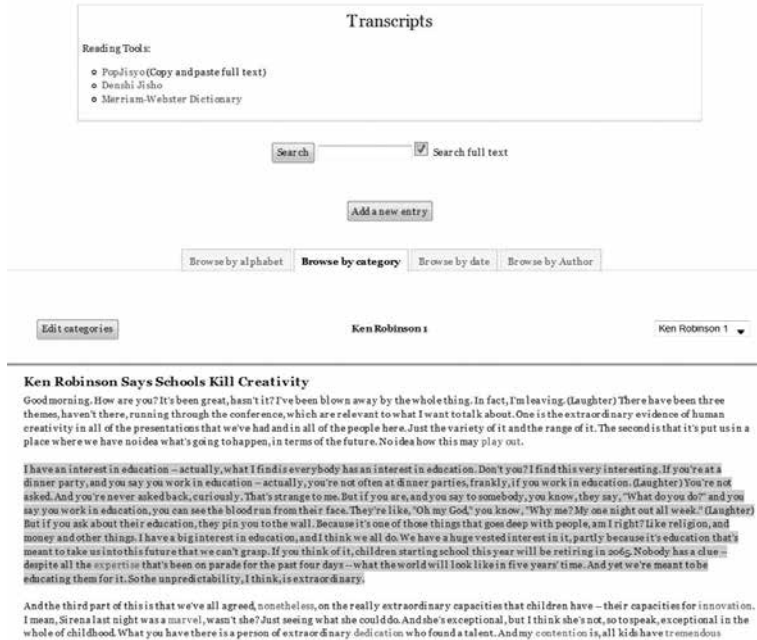 Transcripts
Reading Tools:
PopJisyo (Copy and paste full text)
Denshi Jisho
Merriam-Webster Dictionary
Search Search full text
Add a new entry
Browse by alphabet Browse by category Browse by date Browse by Author
Edit categories Ken Robinson 1 Ken Robinson 1
Ken Robinson Says Schools Kill Creativity
Good morning. How are you? It's been great, hasn't it? I've been blown away by the whole thing. In fact, I'm leaving. (Laughter) There have been three
themes, haven't there, running through the conference, which are relevant to what I want to talk about. One is the extraordinary evidence of human
creativity in all of the presentations that we've had and in all of the people here. Just the variety of it and the range of it. The second is that it's put us in a
place where we have no idea what's going to happen, in terms of the future. No idea how this may play out.
I have an interest in education – actually, what I find is everybody has an interest in education. Don't you? I find this very interesting. If you're at a
dinner party, and you say you work in education – actually, you're not often at dinner parties, frankly, if you work in education. (Laughter) You're not
asked. And you're never asked back, curiously. That's strange to me. But if you are, and you say to somebody, you know, they say, "What do you do?" and you
say you work in education, you can see the blood run from their face. They're like, "Oh my God," you know, "Why me? My one night out all week." (Laughter)
But if you ask about their education, they pin you to the wall. Because it's one of those things that goes deep with people, am I right? Like religion, and
money and other things. I have a big interest in education, and I think we all do. We have a huge vested interest in it, partly because it's education that's
meant to take us into this future that we can't grasp. If you think of it, children starting school this year will be retiring in 2065. Nobody has a clue –
despite all the expertise that's been on parade for the past four days – what the world will look like in five years' time. And yet we're meant to be
educating them for it. So the unpredictability, I think, is extraordinary.
And the third part of this is that we've all agreed, nonetheless, on the really extraordinary capacities that children have – their capacities for innovation.
I mean, Sirena last night was a marvel, wasn't she? Just seeing what she could do. And she's exceptional, but I think she's not, so to speak, exceptional in the
whole of childhood. What you have there is a person of extraordinary dedication who found a talent. And my contention is, all kids have tremendous